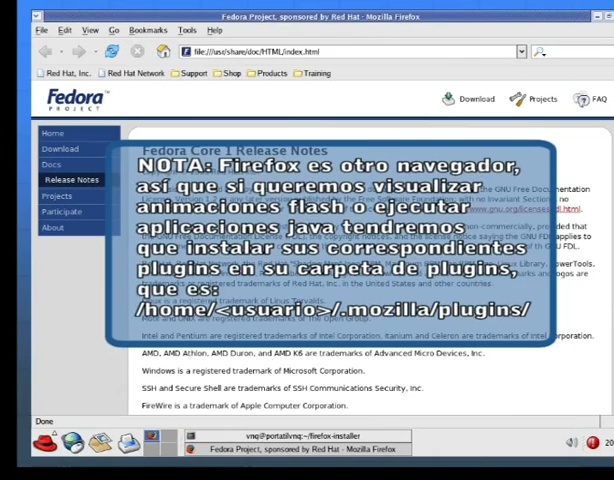 Fedora Project, sponsored by Red Hat - Mozilla Firefox
File Edit View Go Bookmarks Tools Help
file:///usr/share/doc/HTML/index.html
Red Hat, Inc. Red Hat Network Support Shop Products Training
Fedora
PROJECT
Download Projects FAQ
Home
Download
Docs
Release Notes
Projects
Participate
About
Fedora Core 1 Release Notes
NOTA: Firefox es otro navegador,
así que si queremos visualizar
animaciones flash o ejecutar
aplicaciones java tendremos
que instalar sus correspondientes
plugins en su carpeta de plugins,
que es:
/home/<usuario>/.mozilla/plugins/
Intel and Pentium are registered trademarks of Intel Corporation. Itanium and Celeron are trademarks of Intel Corporation.
AMD, AMD Athlon, AMD Duron, and AMD K6 are trademarks of Advanced Micro Devices, Inc.
Windows is a registered trademark of Microsoft Corporation.
SSH and Secure Shell are trademarks of SSH Communications Security, Inc.
FireWire is a trademark of Apple Computer Corporation.
Done
vnq@portatilvnq:~/firefox-installer
Fedora Project, sponsored by Red Hat - Mozilla Firefox
20